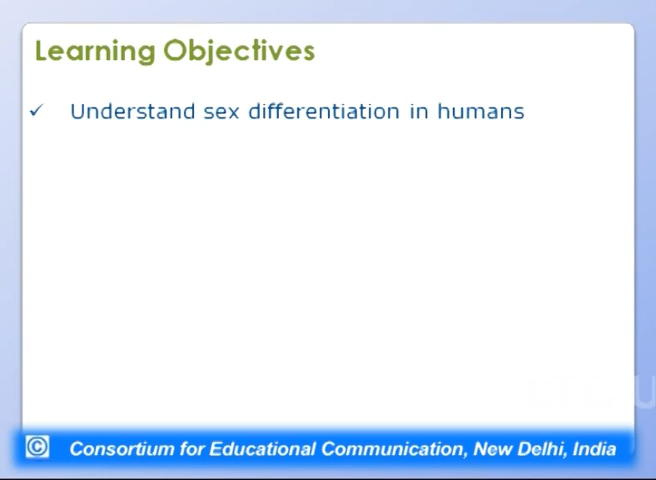 Learning Objectives
✓ Understand sex differentiation in humans
© Consortium for Educational Communication, New Delhi, India